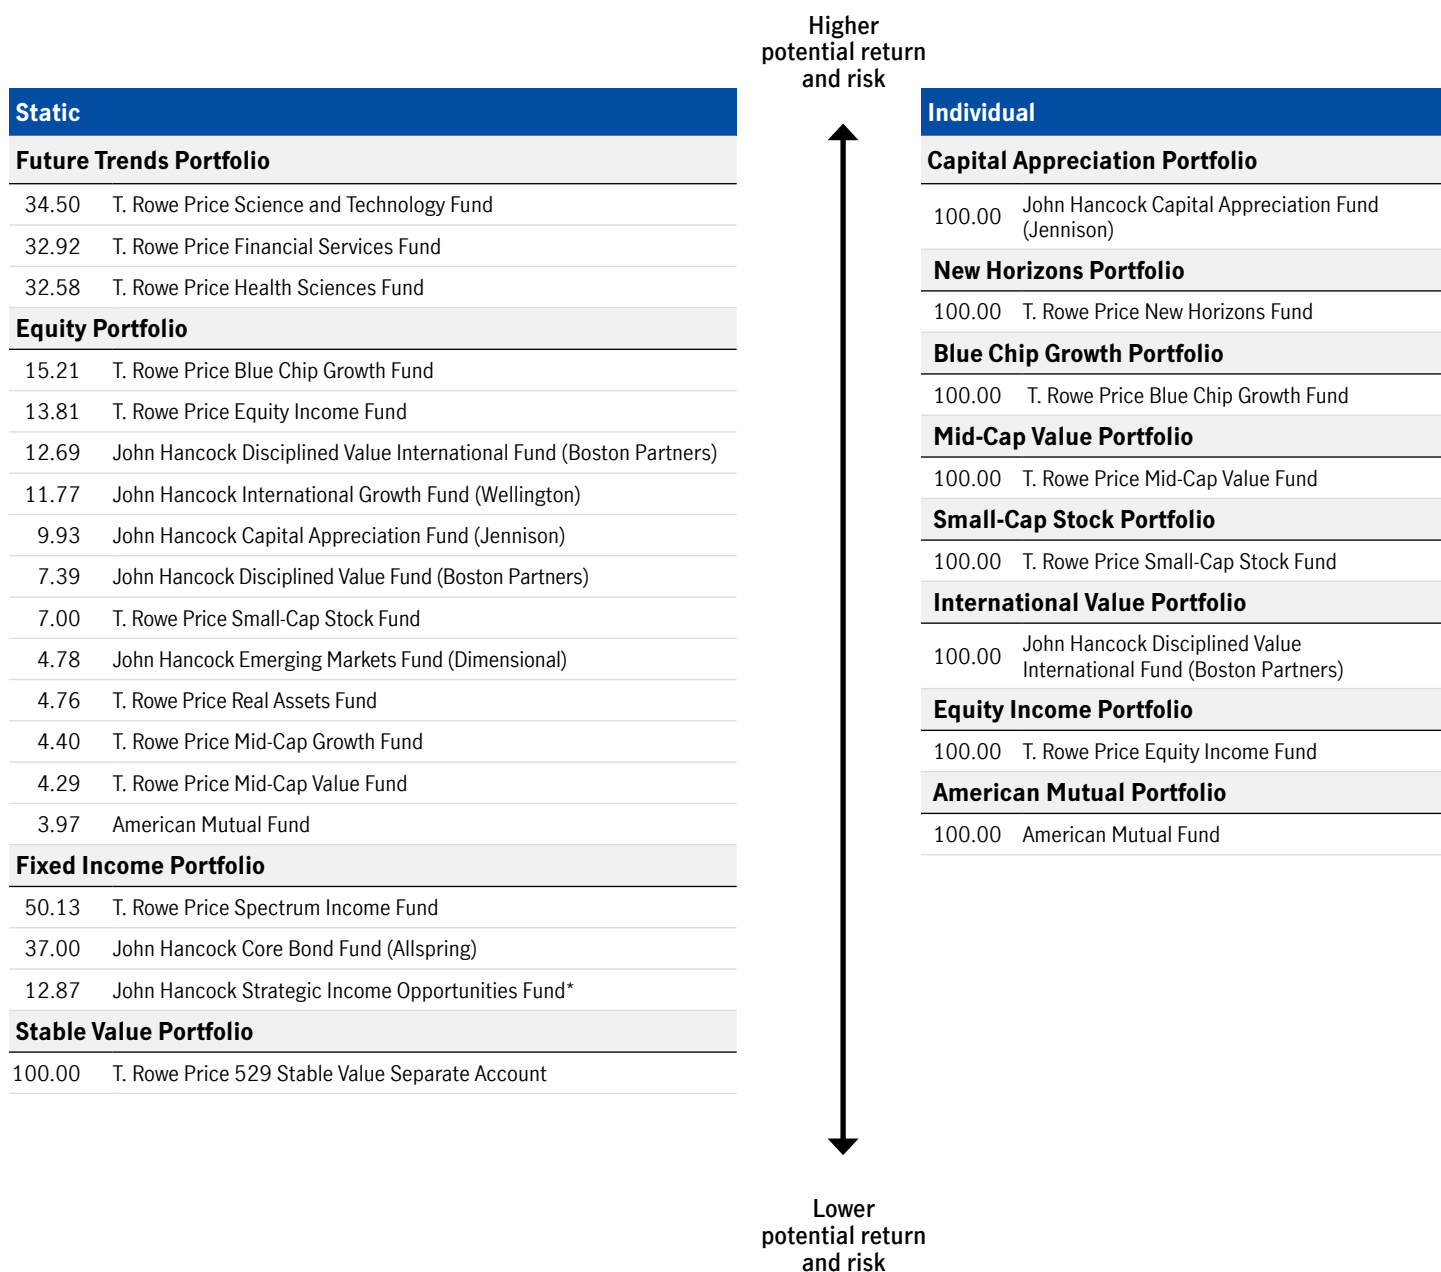 Higher
potential return
and risk
Static
Future Trends Portfolio
34.50 T. Rowe Price Science and Technology Fund
32.92 T. Rowe Price Financial Services Fund
32.58 T. Rowe Price Health Sciences Fund
Equity Portfolio
15.21 T. Rowe Price Blue Chip Growth Fund
13.81 T. Rowe Price Equity Income Fund
12.69 John Hancock Disciplined Value International Fund (Boston Partners)
11.77 John Hancock International Growth Fund (Wellington)
9.93 John Hancock Capital Appreciation Fund (Jennison)
7.39 John Hancock Disciplined Value Fund (Boston Partners)
7.00 T. Rowe Price Small-Cap Stock Fund
4.78 John Hancock Emerging Markets Fund (Dimensional)
4.76 T. Rowe Price Real Assets Fund
4.40 T. Rowe Price Mid-Cap Growth Fund
4.29 T. Rowe Price Mid-Cap Value Fund
3.97 American Mutual Fund
Fixed Income Portfolio
50.13 T. Rowe Price Spectrum Income Fund
37.00 John Hancock Core Bond Fund (Allspring)
12.87 John Hancock Strategic Income Opportunities Fund*
Stable Value Portfolio
100.00 T. Rowe Price 529 Stable Value Separate Account
Individual
Capital Appreciation Portfolio
100.00 John Hancock Capital Appreciation Fund
(Jennison)
New Horizons Portfolio
100.00 T. Rowe Price New Horizons Fund
Blue Chip Growth Portfolio
100.00 T. Rowe Price Blue Chip Growth Fund
Mid-Cap Value Portfolio
100.00 T. Rowe Price Mid-Cap Value Fund
Small-Cap Stock Portfolio
100.00 T. Rowe Price Small-Cap Stock Fund
International Value Portfolio
100.00 John Hancock Disciplined Value
International Fund (Boston Partners)
Equity Income Portfolio
100.00 T. Rowe Price Equity Income Fund
American Mutual Portfolio
100.00 American Mutual Fund
Lower
potential return
and risk